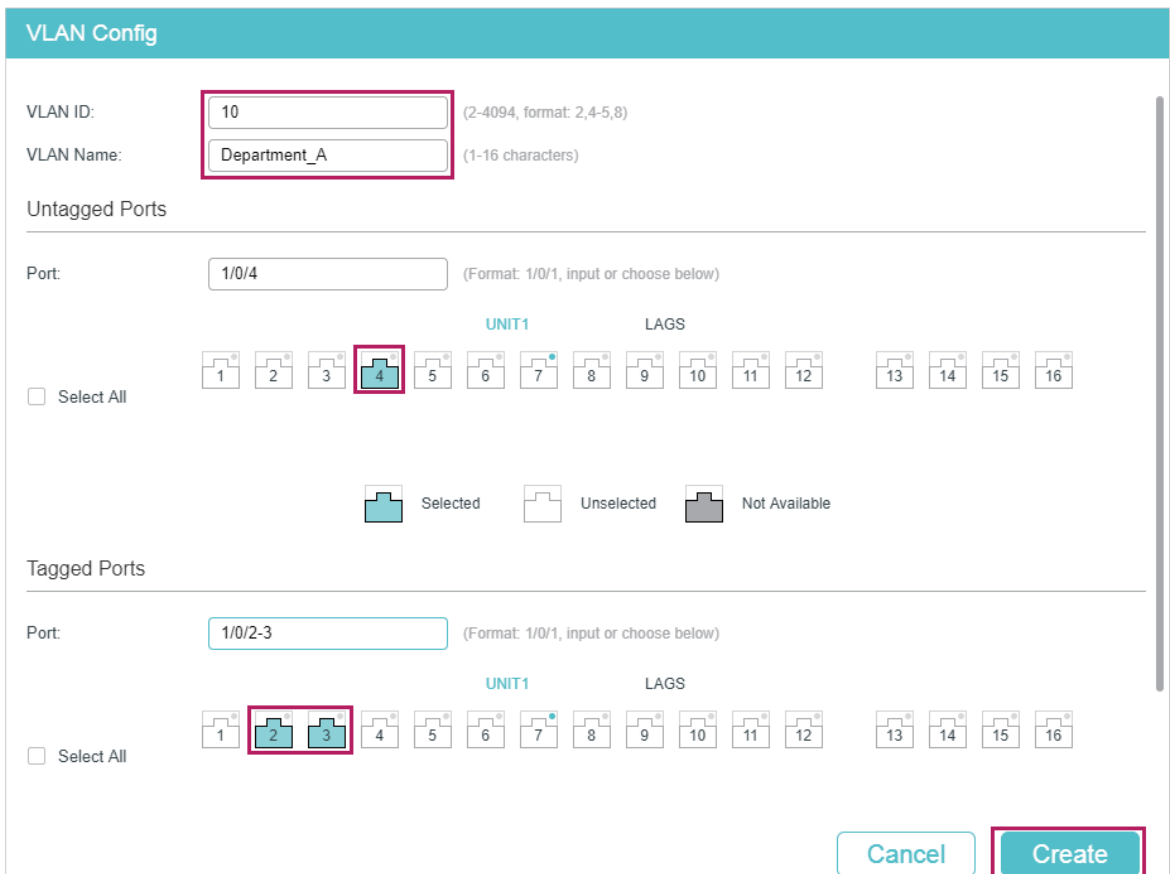 VLAN Config
VLAN ID: 10 (2-4094, format: 2,4-5,8)
VLAN Name: Department_A (1-16 characters)
Untagged Ports
Port: 1/0/4 (Format: 1/0/1, input or choose below)
UNIT1 LAGS
1 2 3 4 5 6 7 8 9 10 11 12 13 14 15 16
Select All
Selected Unselected Not Available
Tagged Ports
Port: 1/0/2-3 (Format: 1/0/1, input or choose below)
UNIT1 LAGS
1 2 3 4 5 6 7 8 9 10 11 12 13 14 15 16
Select All
Cancel Create